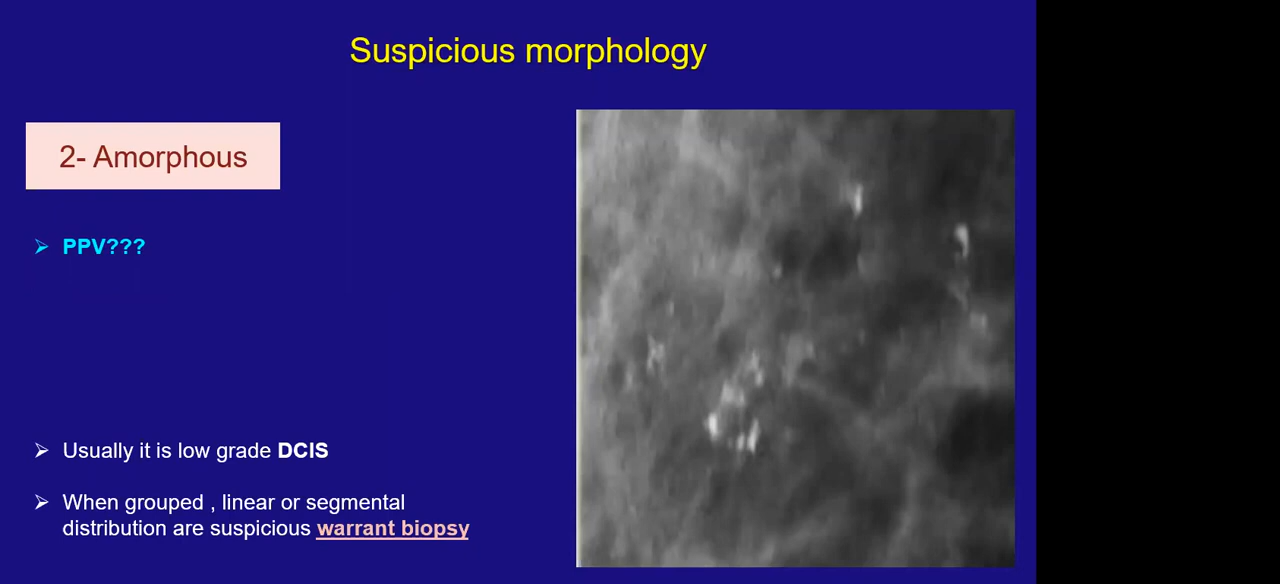 Suspicious morphology
2- Amorphous
➢ PPV???
➢ Usually it is low grade DCIS
➢ When grouped , linear or segmental
distribution are suspicious warrant biopsy